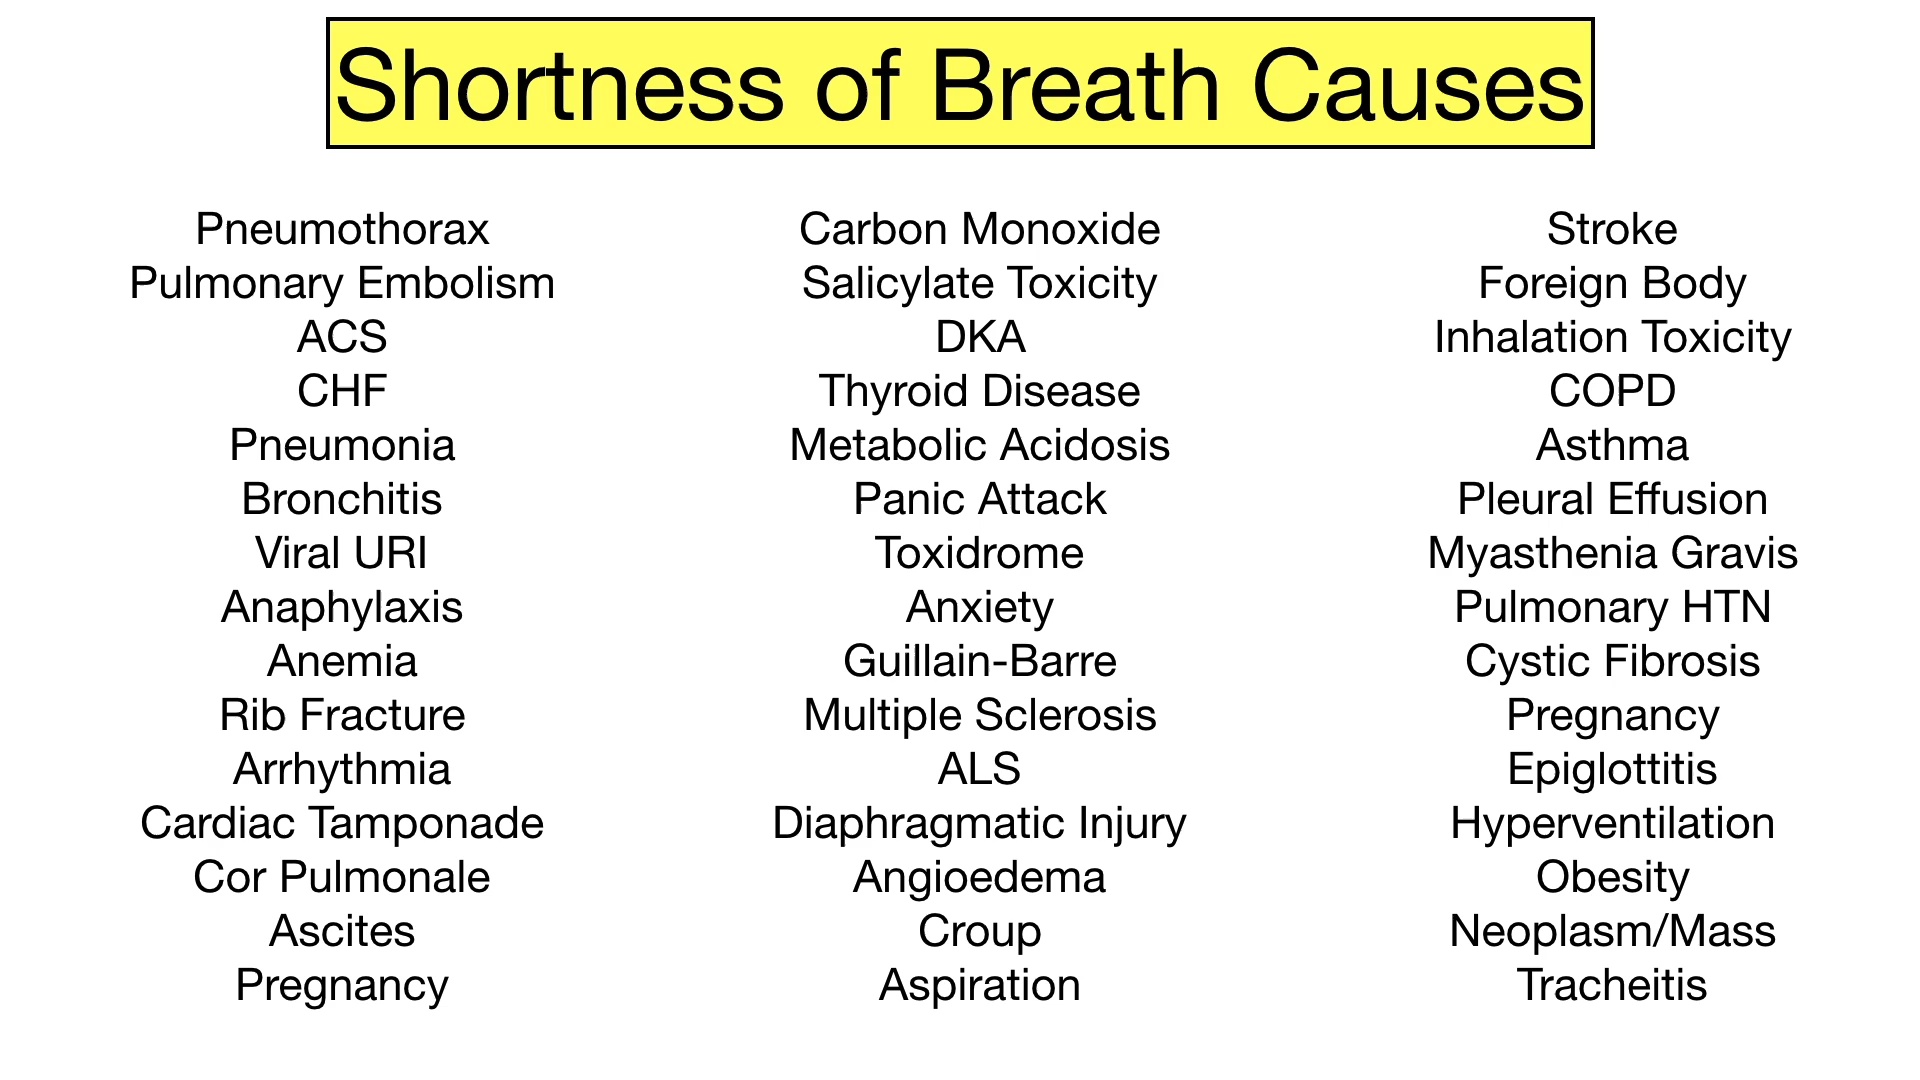 Shortness of Breath Causes
Pneumothorax
Pulmonary Embolism
ACS
CHF
Pneumonia
Bronchitis
Viral URI
Anaphylaxis
Anemia
Rib Fracture
Arrhythmia
Cardiac Tamponade
Cor Pulmonale
Ascites
Pregnancy
Carbon Monoxide
Salicylate Toxicity
DKA
Thyroid Disease
Metabolic Acidosis
Panic Attack
Toxidrome
Anxiety
Guillain-Barre
Multiple Sclerosis
ALS
Diaphragmatic Injury
Angioedema
Croup
Aspiration
Stroke
Foreign Body
Inhalation Toxicity
COPD
Asthma
Pleural Effusion
Myasthenia Gravis
Pulmonary HTN
Cystic Fibrosis
Pregnancy
Epiglottitis
Hyperventilation
Obesity
Neoplasm/Mass
Tracheitis